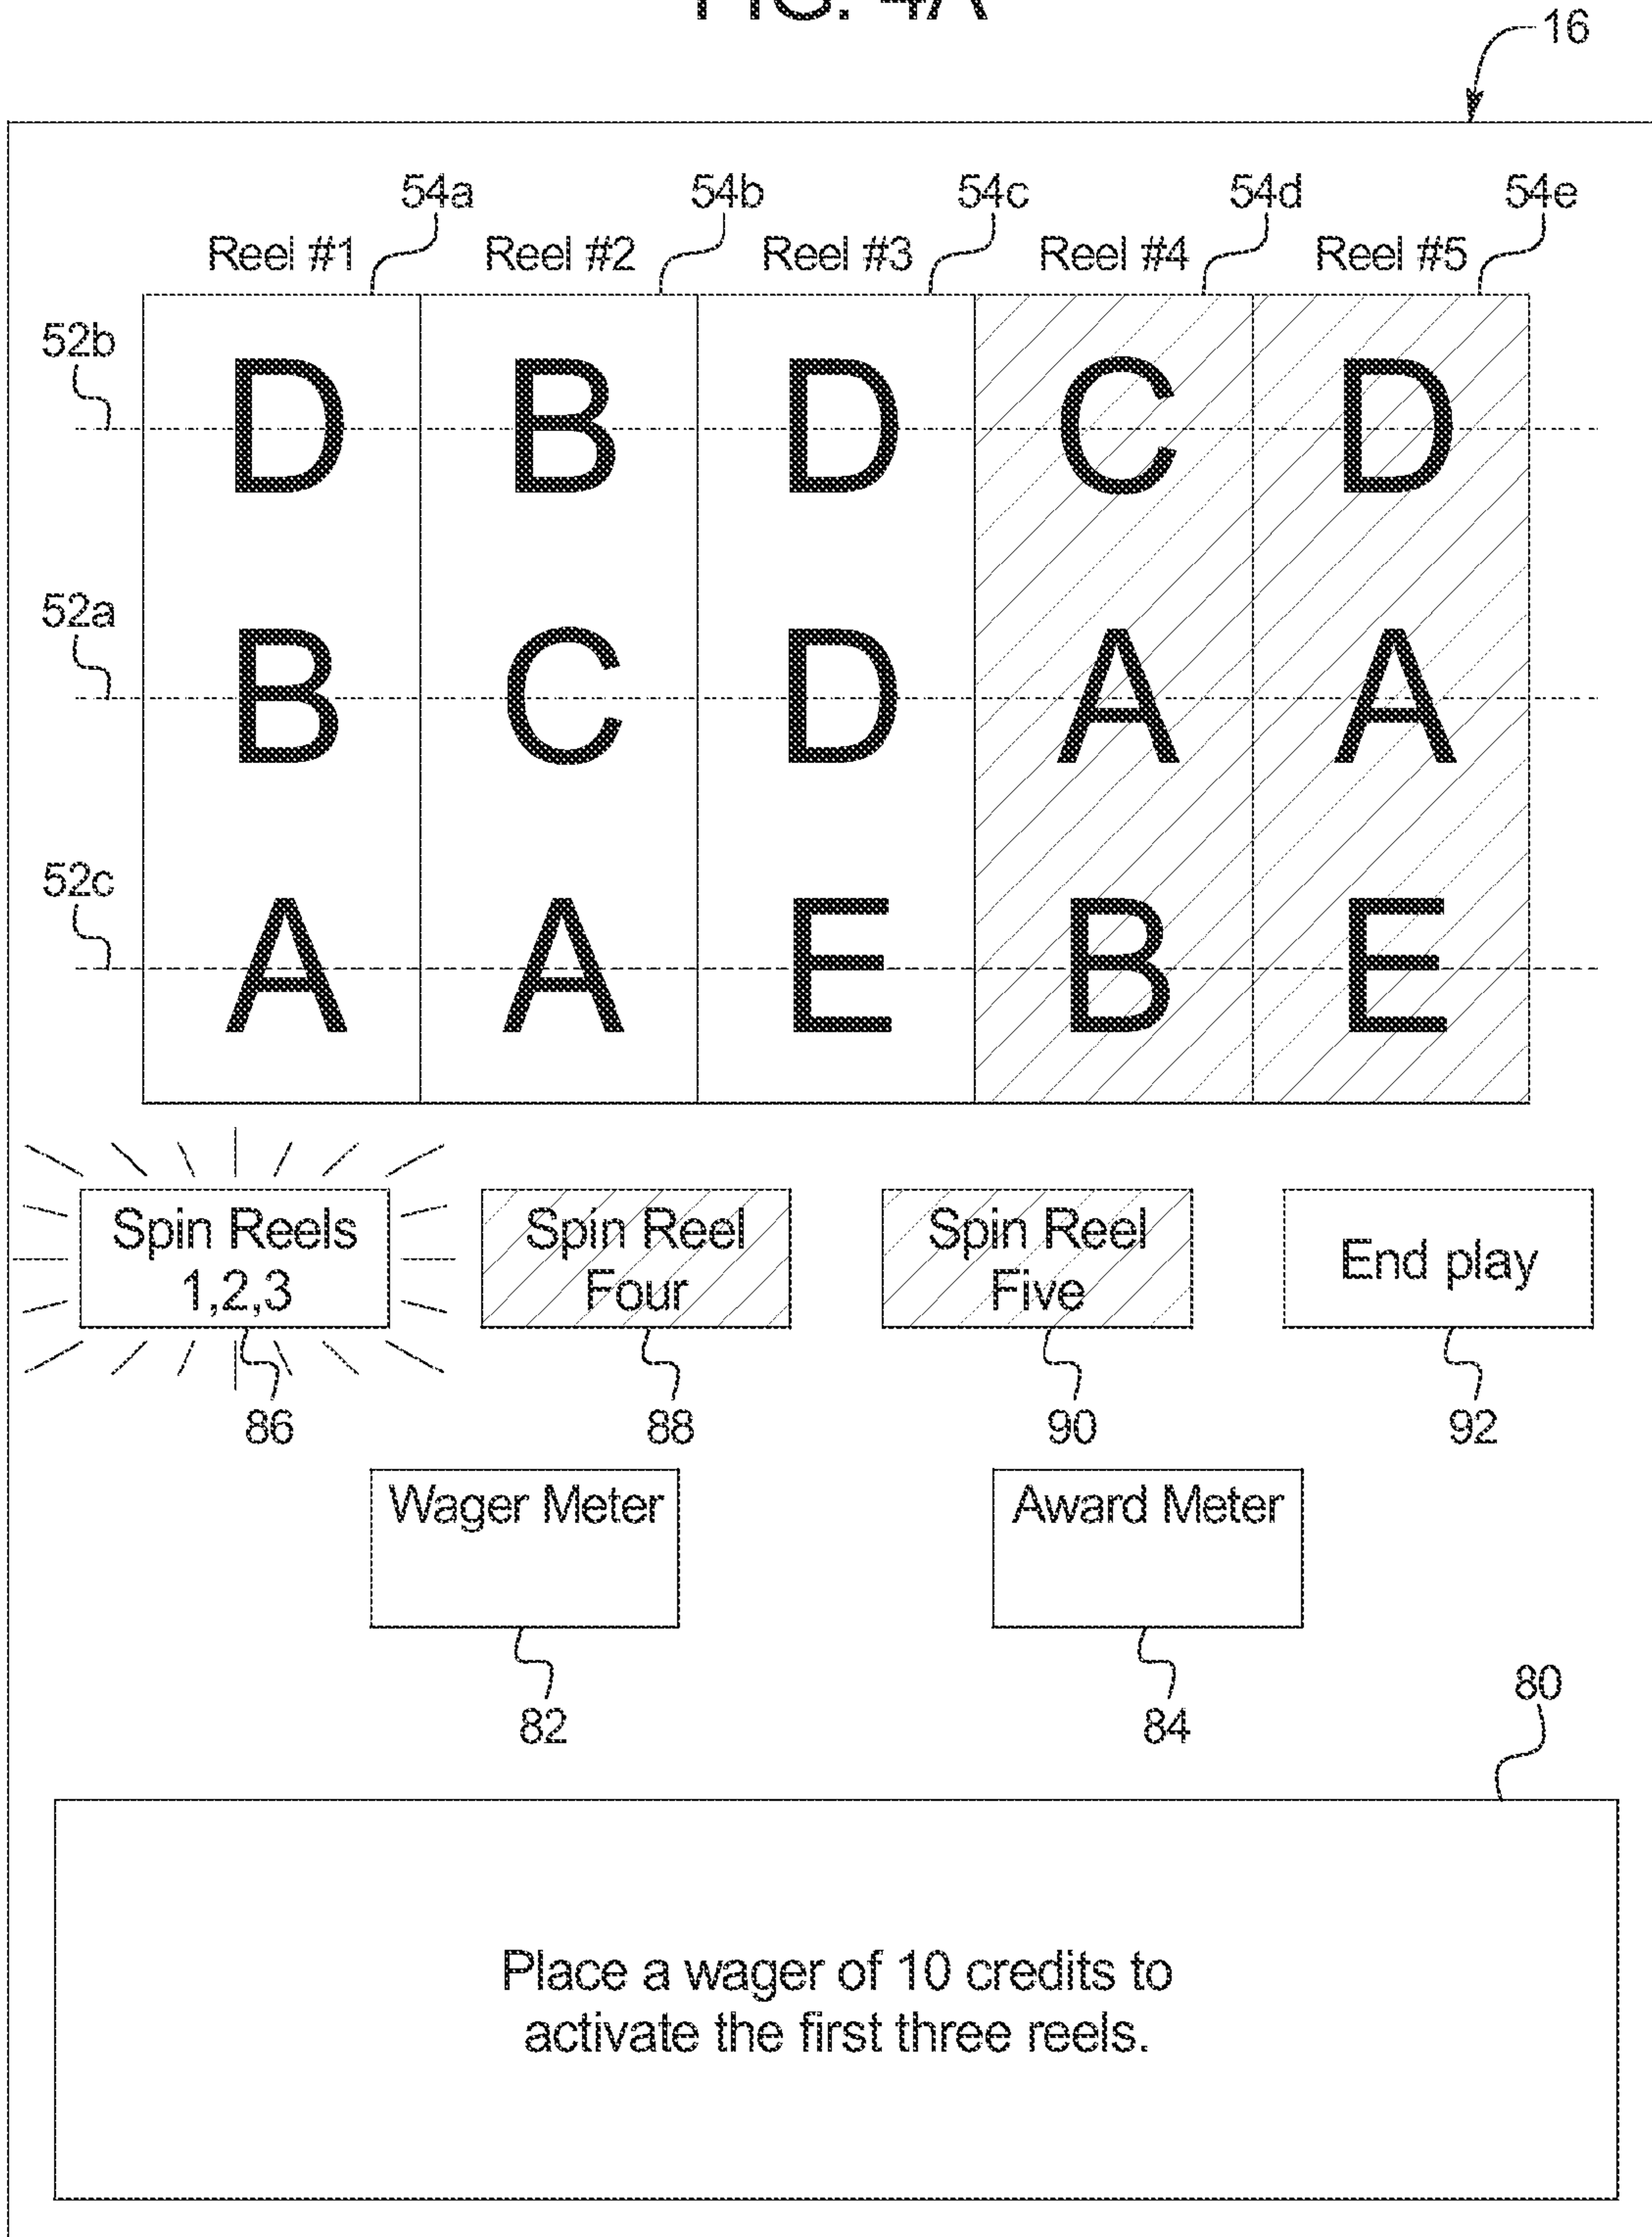 FIG. 4A
16
54a 54b 54c 54d 54e
Reel #1 Reel #2 Reel #3 Reel #4 Reel #5
52b
D B D C D
52a
B C D A A
52c
A A E B E
Spin Reels
1,2,3
Spin Reel
Four
Spin Reel
Five
End play
86 88 90 92
Wager Meter Award Meter
82 84
80
Place a wager of 10 credits to
activate the first three reels.